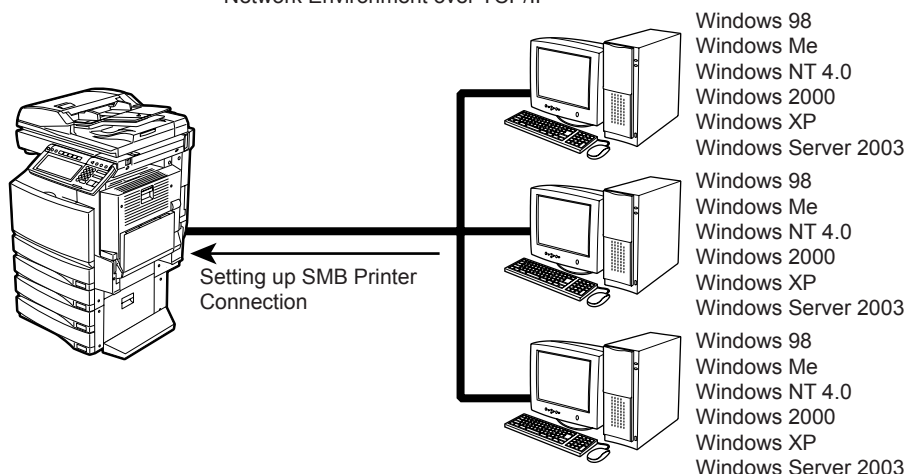 Network Environment over TCP/IP
Windows 98
Windows Me
Windows NT 4.0
Windows 2000
Windows XP
Windows Server 2003
Setting up SMB Printer
Connection
Windows 98
Windows Me
Windows NT 4.0
Windows 2000
Windows XP
Windows Server 2003
Windows 98
Windows Me
Windows NT 4.0
Windows 2000
Windows XP
Windows Server 2003